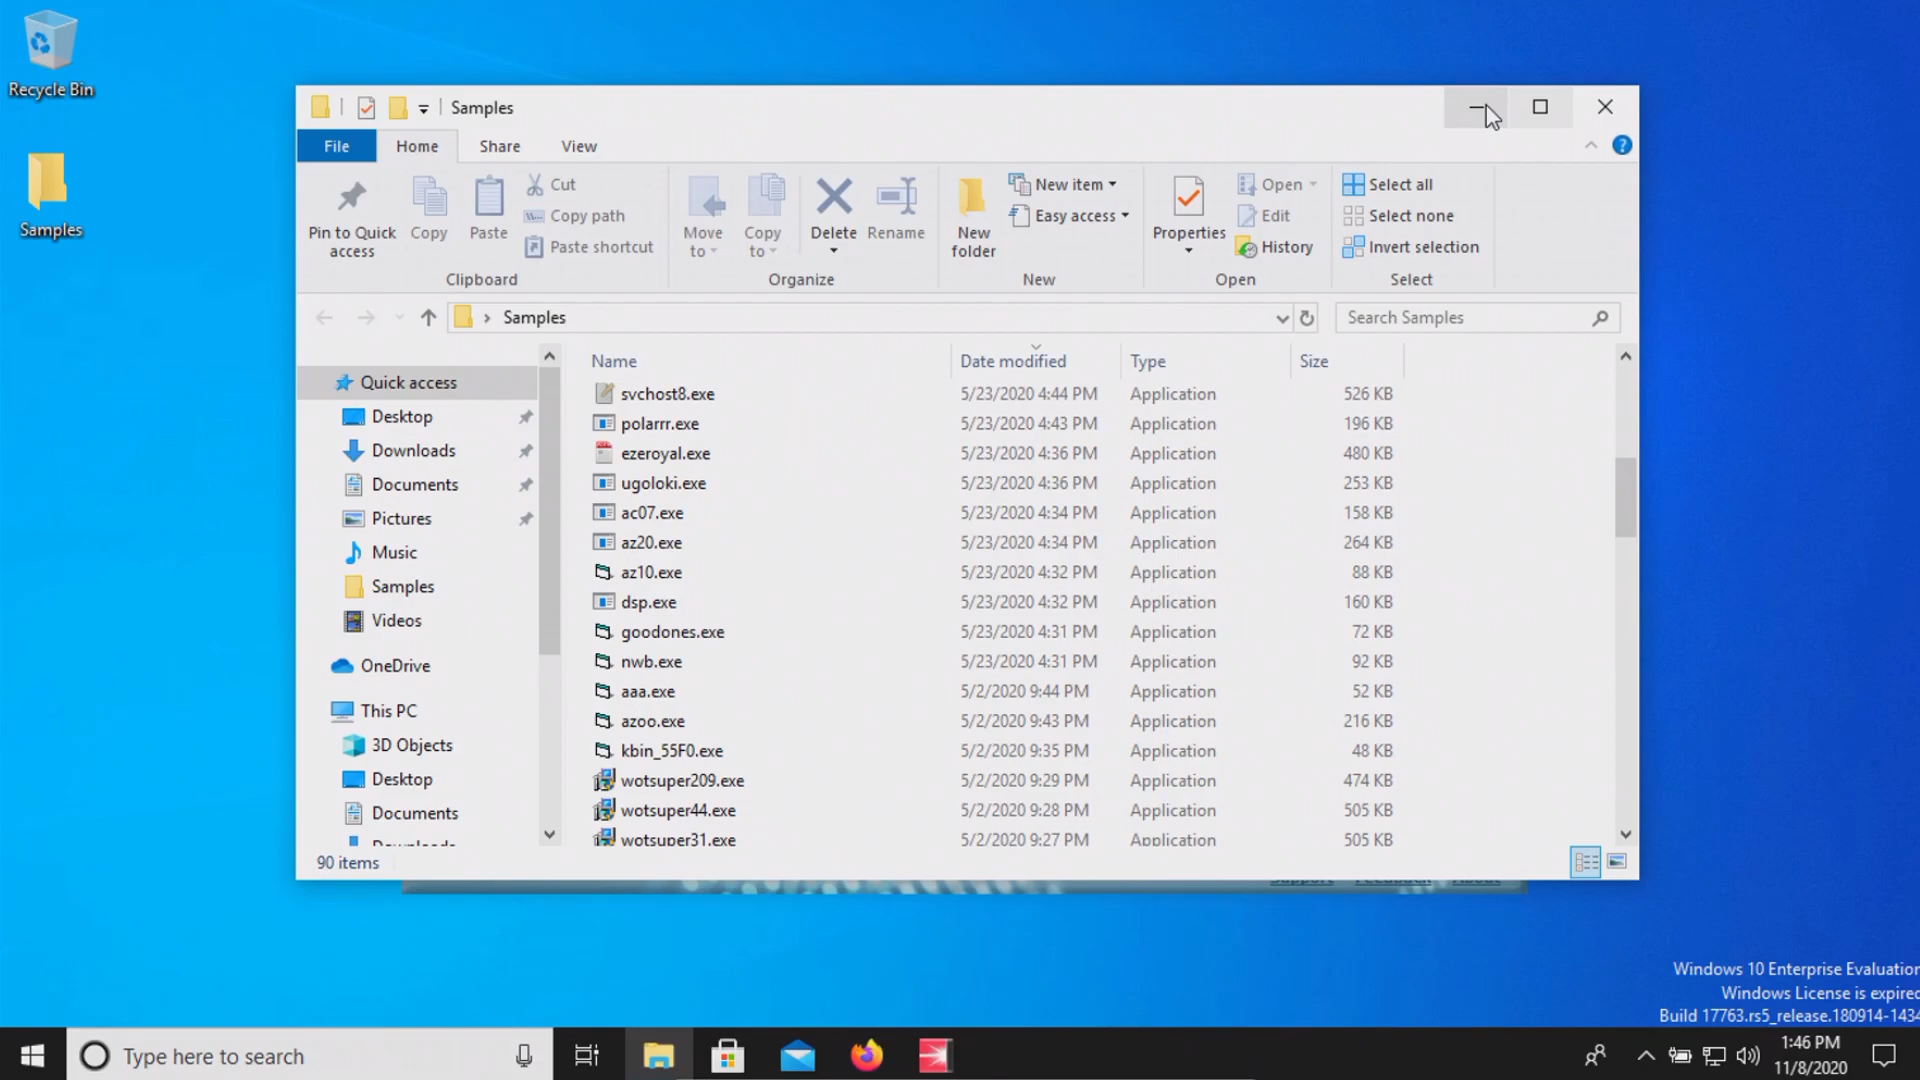 Recycle Bin
Samples
Samples
File Home Share View
Pin to Quick access
Copy
Paste
Cut
Copy path
Paste shortcut
Clipboard
Move to
Copy to
Delete
Rename
Organize
New folder
New item
Easy access
New
Properties
Open
Edit
History
Open
Select all
Select none
Invert selection
Select
Samples
Search Samples
Quick access
Desktop
Downloads
Documents
Pictures
Music
Samples
Videos
OneDrive
This PC
3D Objects
Desktop
Documents
Downloads
Name Date modified Type Size
svchost8.exe 5/23/2020 4:44 PM Application 526 KB
polarrr.exe 5/23/2020 4:43 PM Application 196 KB
ezeroyal.exe 5/23/2020 4:36 PM Application 480 KB
ugoloki.exe 5/23/2020 4:36 PM Application 253 KB
ac07.exe 5/23/2020 4:34 PM Application 158 KB
az20.exe 5/23/2020 4:34 PM Application 264 KB
az10.exe 5/23/2020 4:32 PM Application 88 KB
dsp.exe 5/23/2020 4:32 PM Application 160 KB
goodones.exe 5/23/2020 4:31 PM Application 72 KB
nwb.exe 5/23/2020 4:31 PM Application 92 KB
aaa.exe 5/2/2020 9:44 PM Application 52 KB
azoo.exe 5/2/2020 9:43 PM Application 216 KB
kbin_55F0.exe 5/2/2020 9:35 PM Application 48 KB
wotsuper209.exe 5/2/2020 9:29 PM Application 474 KB
wotsuper44.exe 5/2/2020 9:28 PM Application 505 KB
wotsuper31.exe 5/2/2020 9:27 PM Application 505 KB
90 items
Support Feedback About
Windows 10 Enterprise Evaluation
Windows License is expired
Build 17763.rs5_release.180914-1434
Type here to search
1:46 PM
11/8/2020